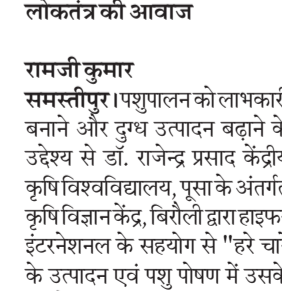 लोकतंत्र की आवाज
रामजी कुमार
समस्तीपुर।पशुपालन को लाभकारी
बनाने और दुग्ध उत्पादन बढ़ाने के
उद्देश्य से डॉ. राजेन्द्र प्रसाद केंद्रीय
कृषि विश्वविद्यालय, पूसा के अंतर्गत
कृषि विज्ञान केंद्र, बिरौली द्वारा
इंटरनेशनल के सहयोग से "हरे चारे
के उत्पादन एवं पशु पोषण में उसके